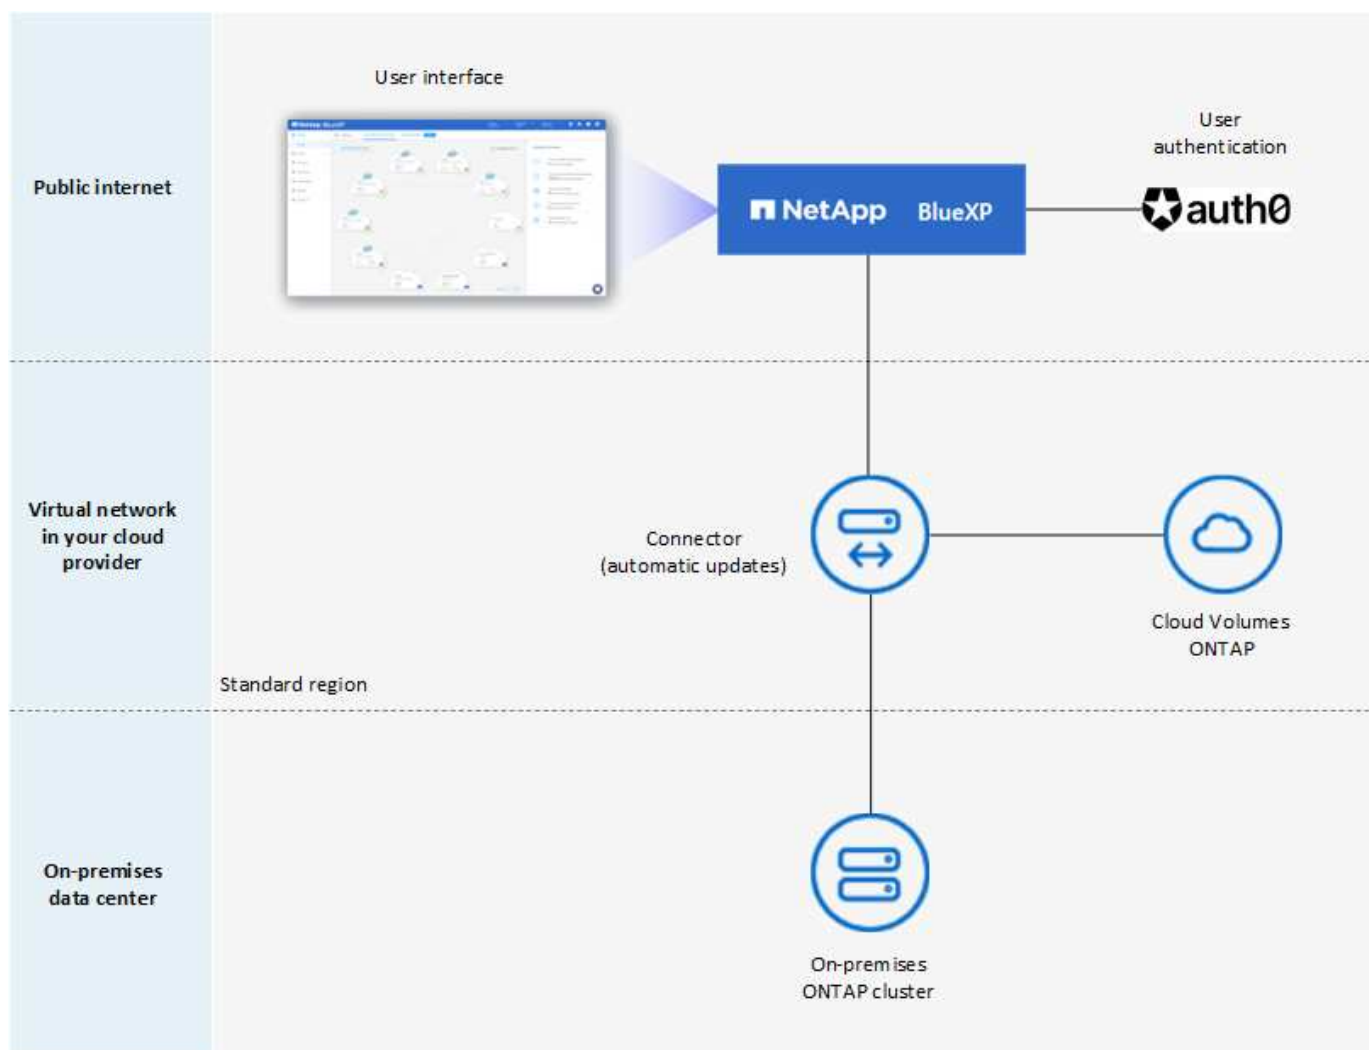 User interface
User
authentication
Public internet
NetApp BlueXP
auth0
Virtual network
in your cloud
provider
Connector
(automatic updates)
Cloud Volumes
ONTAP
Standard region
On-premises
data center
On-premises
ONTAP cluster